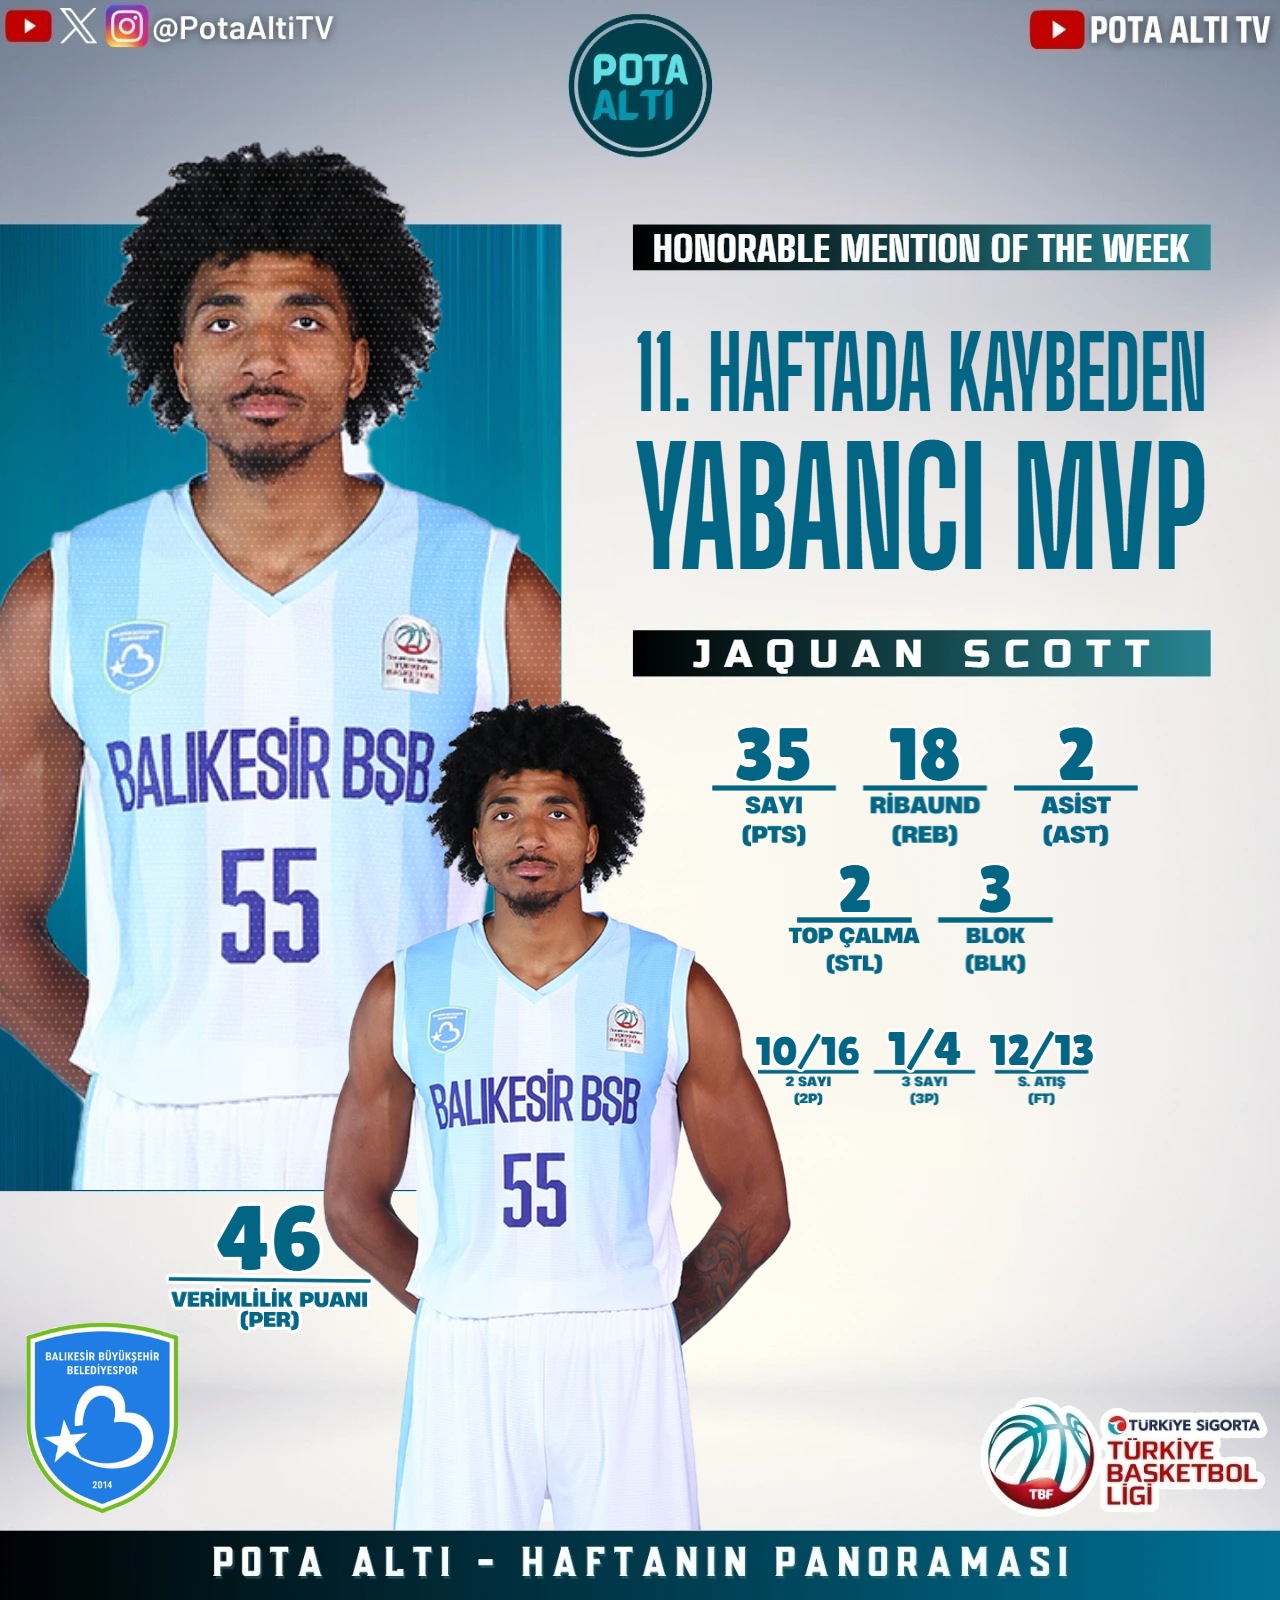 @PotaAltiTV
POTA ALTI TV
POTA
ALTI
HONORABLE MENTION OF THE WEEK
11. HAFTADA KAYBEDEN
YABANCI MVP
JAQUAN SCOTT
35
SAYI
(PTS)
18
RİBAUND
(REB)
2
ASİST
(AST)
2
TOP ÇALMA
(STL)
3
BLOK
(BLK)
10/16
2 SAYI
(2P)
1/4
3 SAYI
(3P)
12/13
S. ATIŞ
(FT)
BALIKESİR BŞB
55
BALIKESİR BŞB
55
46
VERİMLİLİK PUANI
(PER)
BALIKESİR BÜYÜKŞEHİR
BELEDİYESPOR
2014
TBF
TÜRKİYE SİGORTA
TÜRKİYE
BASKETBOL
LİGİ
POTA ALTI - HAFTANIN PANORAMASI